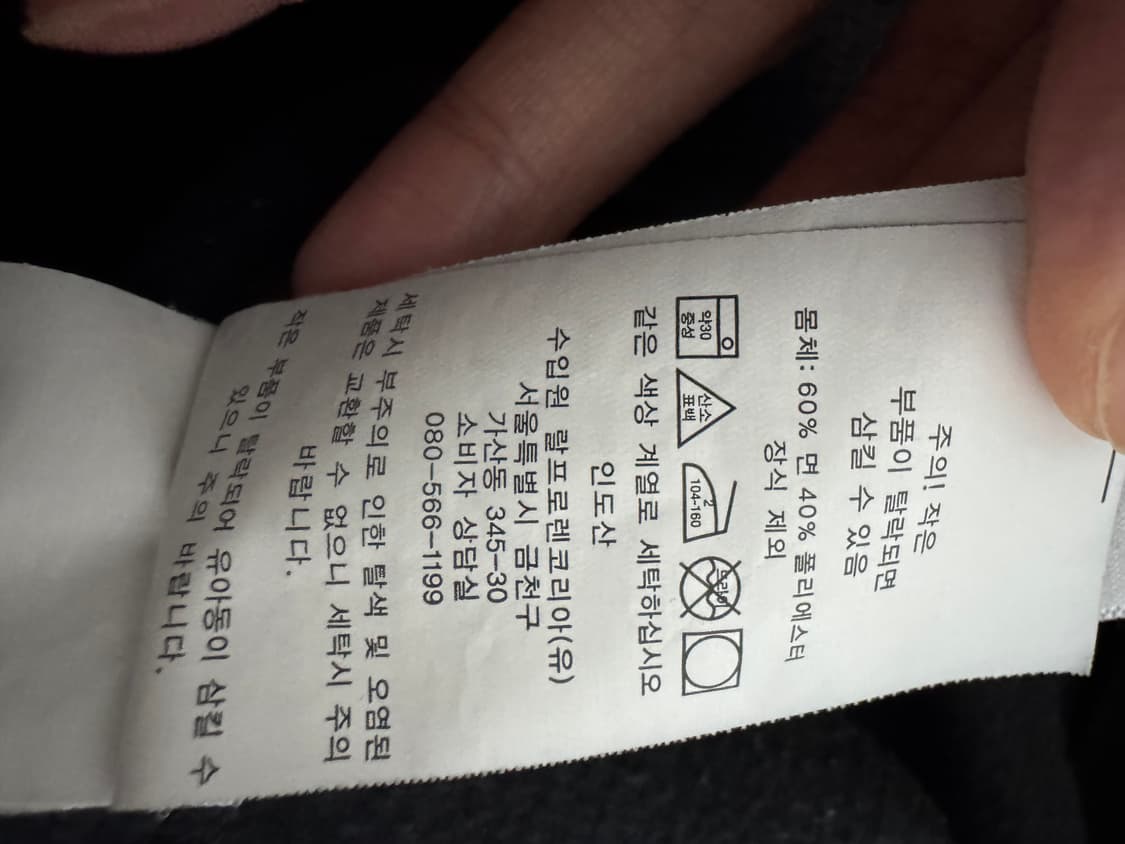 주의! 작은
부품이 탈락되면
삼킬 수 있음
몸체: 60% 면 40% 폴리에스터
장식 제외
약30
중성
산소
표백
2
104-160
드라이
같은 색상 계열로 세탁하십시오
인도산
수입원 랄프로렌코리아(유)
서울특별시 금천구
가산동 345-30
소비자 상담실
080-566-1199
세탁시 부주의로 인한 탈색 및 오염된
제품은 교환할 수 없으니 세탁시 주의
바랍니다.
작은 부품이 탈락되어 유아동이 삼킬 수
있으니 주의 바랍니다.